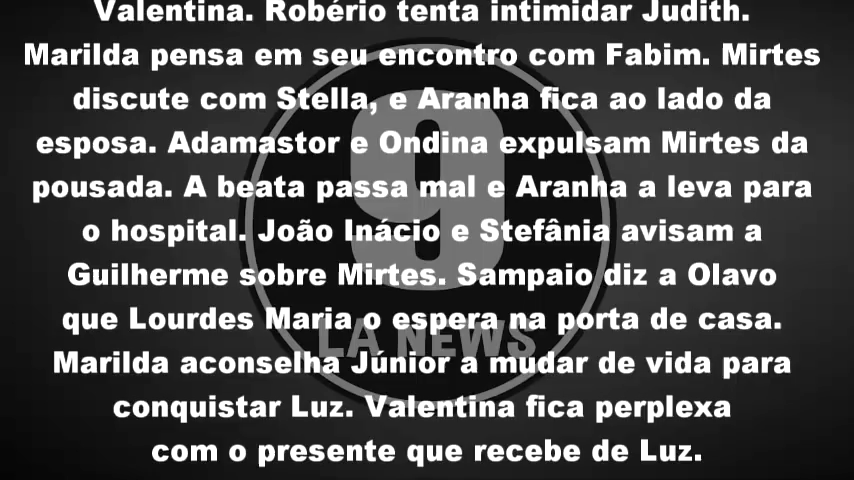 Valentina. Robério tenta intimidar Judith.
Marilda pensa em seu encontro com Fabim. Mirtes
discute com Stella, e Aranha fica ao lado da
esposa. Adamastor e Ondina expulsam Mirtes da
pousada. A beata passa mal e Aranha a leva para
o hospital. João Inácio e Stefânia avisam a
Guilherme sobre Mirtes. Sampaio diz a Olavo
que Lourdes Maria o espera na porta de casa.
Marilda aconselha Júnior a mudar de vida para
conquistar Luz. Valentina fica perplexa
com o presente que recebe de Luz.
9
LA NEWS